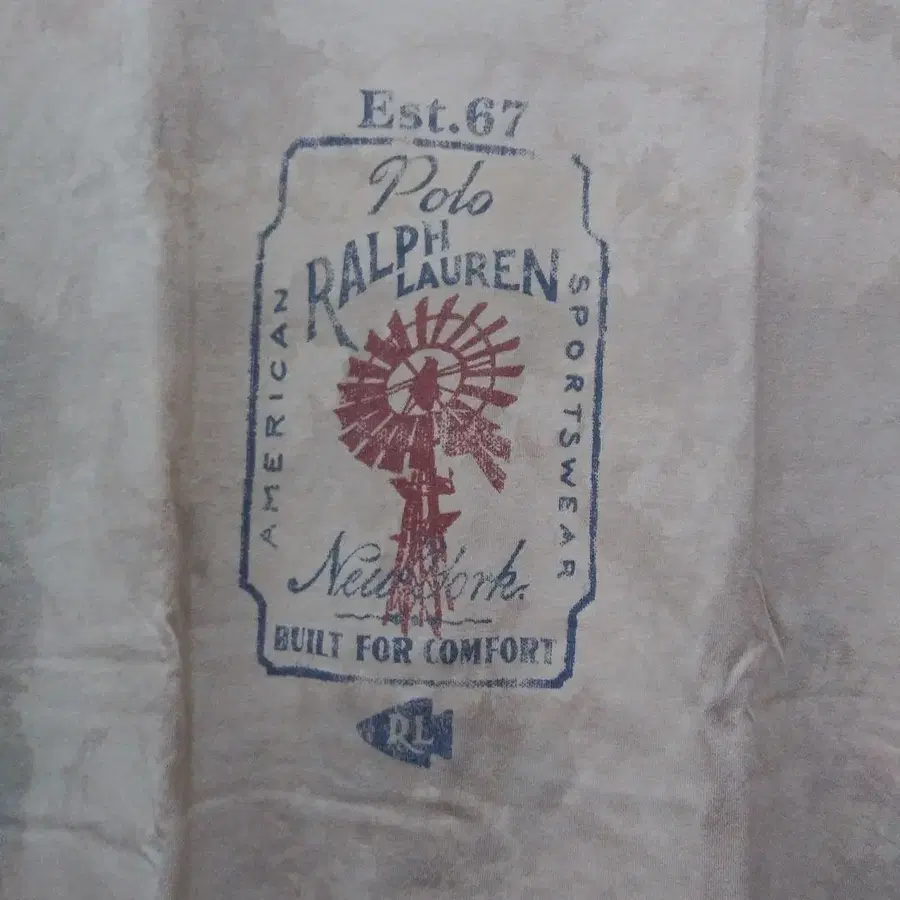 Est.67
Polo
RALPH
LAUREN
AMERICAN
SPORTSWEAR
New York.
BUILT FOR COMFORT
RL